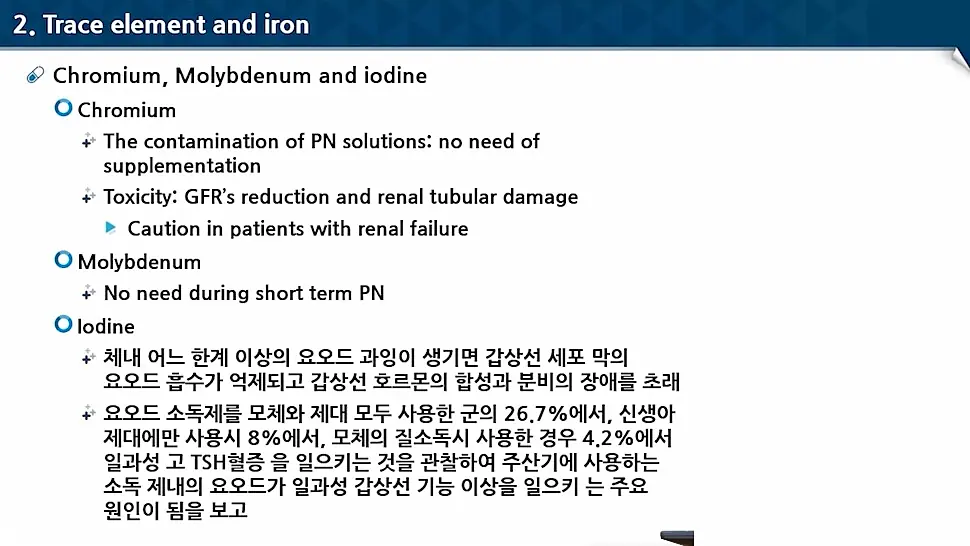 2. Trace element and iron
Chromium, Molybdenum and iodine
Chromium
The contamination of PN solutions: no need of
supplementation
Toxicity: GFR's reduction and renal tubular damage
Caution in patients with renal failure
Molybdenum
No need during short term PN
Iodine
체내 어느 한계 이상의 요오드 과잉이 생기면 갑상선 세포 막의
요오드 흡수가 억제되고 갑상선 호르몬의 합성과 분비의 장애를 초래
요오드 소독제를 모체와 제대 모두 사용한 군의 26.7%에서, 신생아
제대에만 사용시 8%에서, 모체의 질소독시 사용한 경우 4.2%에서
일과성 고 TSH혈증 을 일으키는 것을 관찰하여 주산기에 사용하는
소독 제내의 요오드가 일과성 갑상선 기능 이상을 일으키 는 주요
원인이 됨을 보고